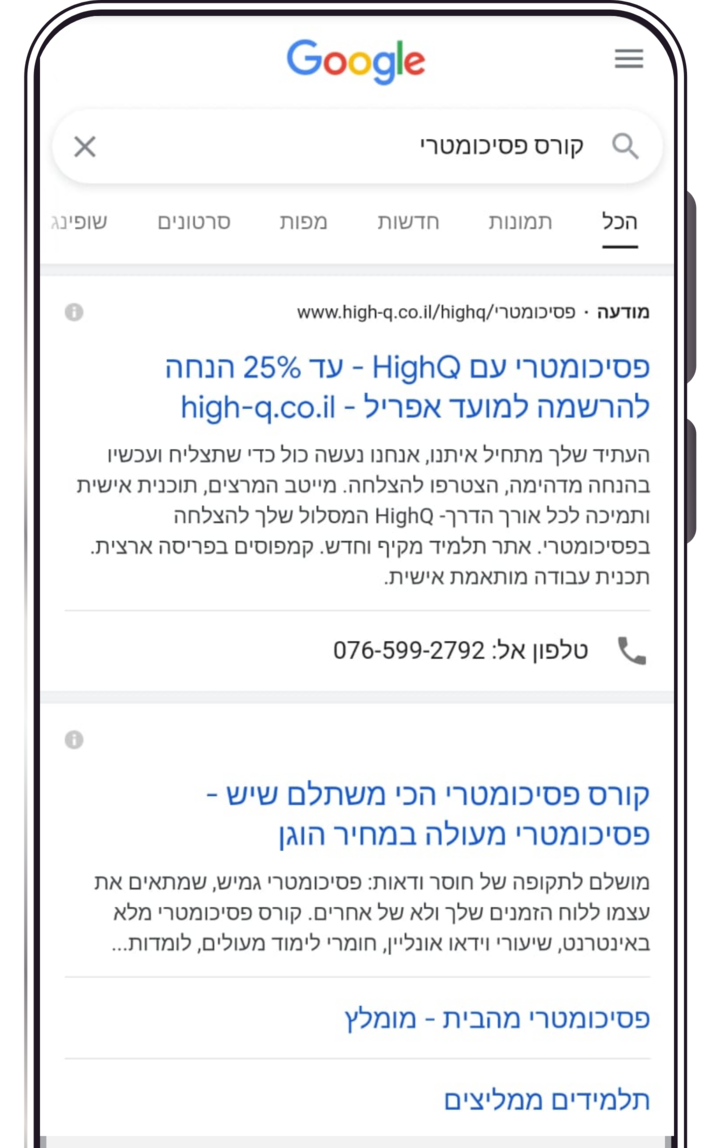 Google
קורס פסיכומטרי
הכל תמונות חדשות מפות סרטונים שופינג
מודעה · www.high-q.co.il/highq/פסיכומטרי
פסיכומטרי עם HighQ - עד 25% הנחה
להרשמה למועד אפריל - high-q.co.il
העתיד שלך מתחיל איתנו, אנחנו נעשה כול כדי שתצליח ועכשיו
בהנחה מדהימה, הצטרפו להצלחה. מייטב המרצים, תוכנית אישית
ותמיכה לכל אורך הדרך- HighQ המסלול שלך להצלחה
בפסיכומטרי. אתר תלמיד מקיף וחדש. קמפוסים בפריסה ארצית.
תכנית עבודה מותאמת אישית.
טלפון אל: 076-599-2792
קורס פסיכומטרי הכי משתלם שיש -
פסיכומטרי מעולה במחיר הוגן
מושלם לתקופה של חוסר ודאות: פסיכומטרי גמיש, שמתאים את
עצמו ללוח הזמנים שלך ולא של אחרים. קורס פסיכומטרי מלא
באינטרנט, שיעורי וידאו אונליין, חומרי לימוד מעולים, לומדות...
פסיכומטרי מהבית - מומלץ
תלמידים ממליצים